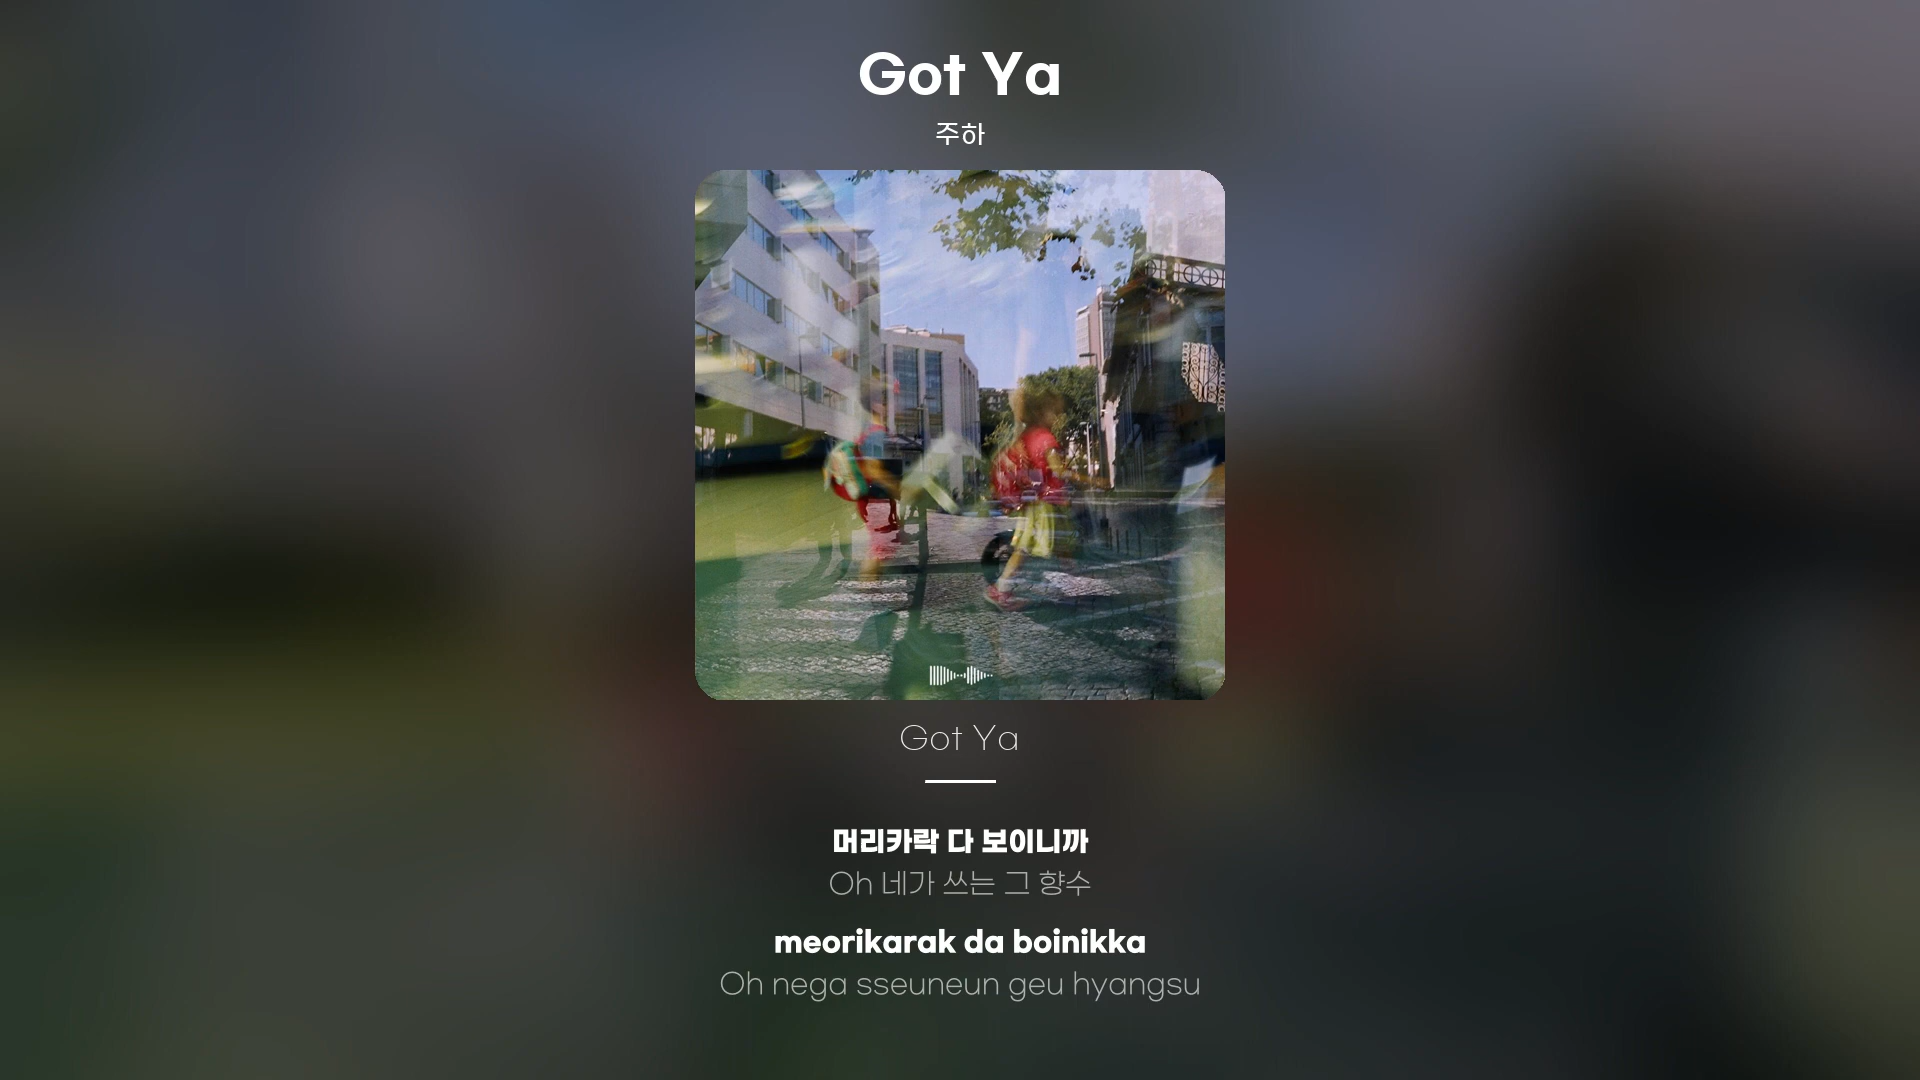 Got Ya
주하
Got Ya
머리카락 다 보이니까
Oh 네가 쓰는 그 향수
meorikarak da boinikka
Oh nega sseuneun geu hyangsu